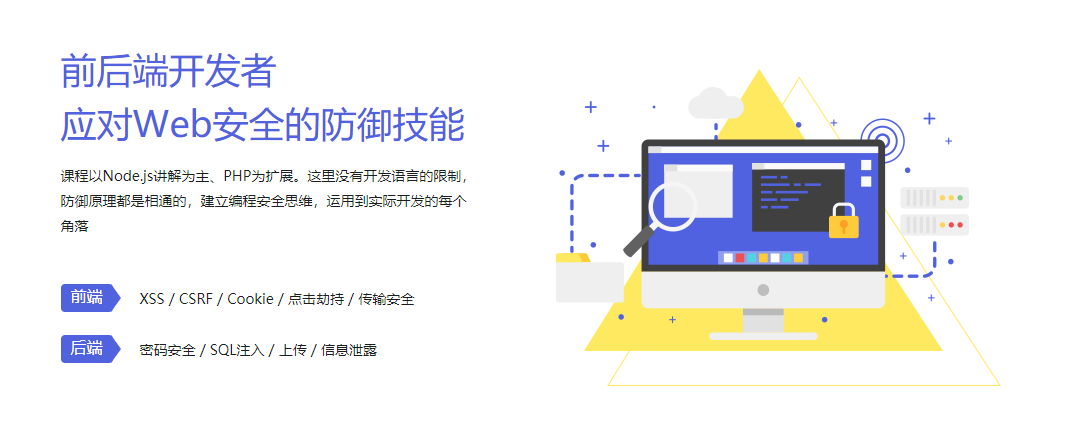 前后端开发者
应对Web安全的防御技能
课程以Node.js讲解为主、PHP为扩展。这里没有开发语言的限制，
防御原理都是相通的，建立编程安全思维，运用到实际开发的每个
角落
前端 XSS / CSRF / Cookie / 点击劫持 / 传输安全
后端 密码安全 / SQL注入 / 上传 / 信息泄露